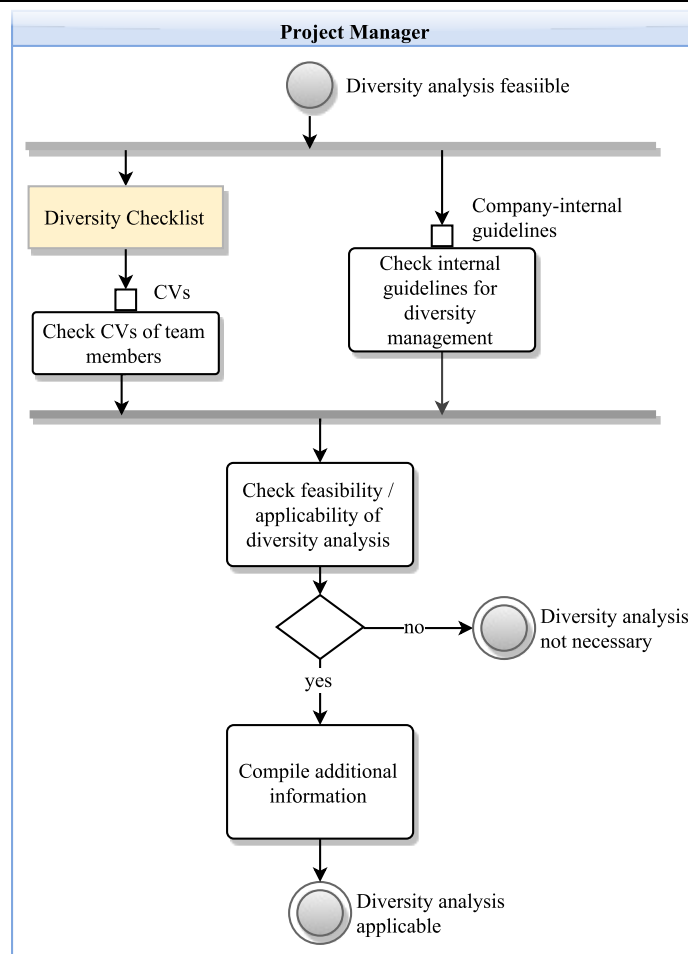 Project Manager
Diversity analysis feasiible
Diversity Checklist
Company-internal
guidelines
CVs
Check internal
guidelines for
diversity
management
Check CVs of team
members
Check feasibility /
applicability of
diversity analysis
no
Diversity analysis
not necessary
yes
Compile additional
information
Diversity analysis
applicable